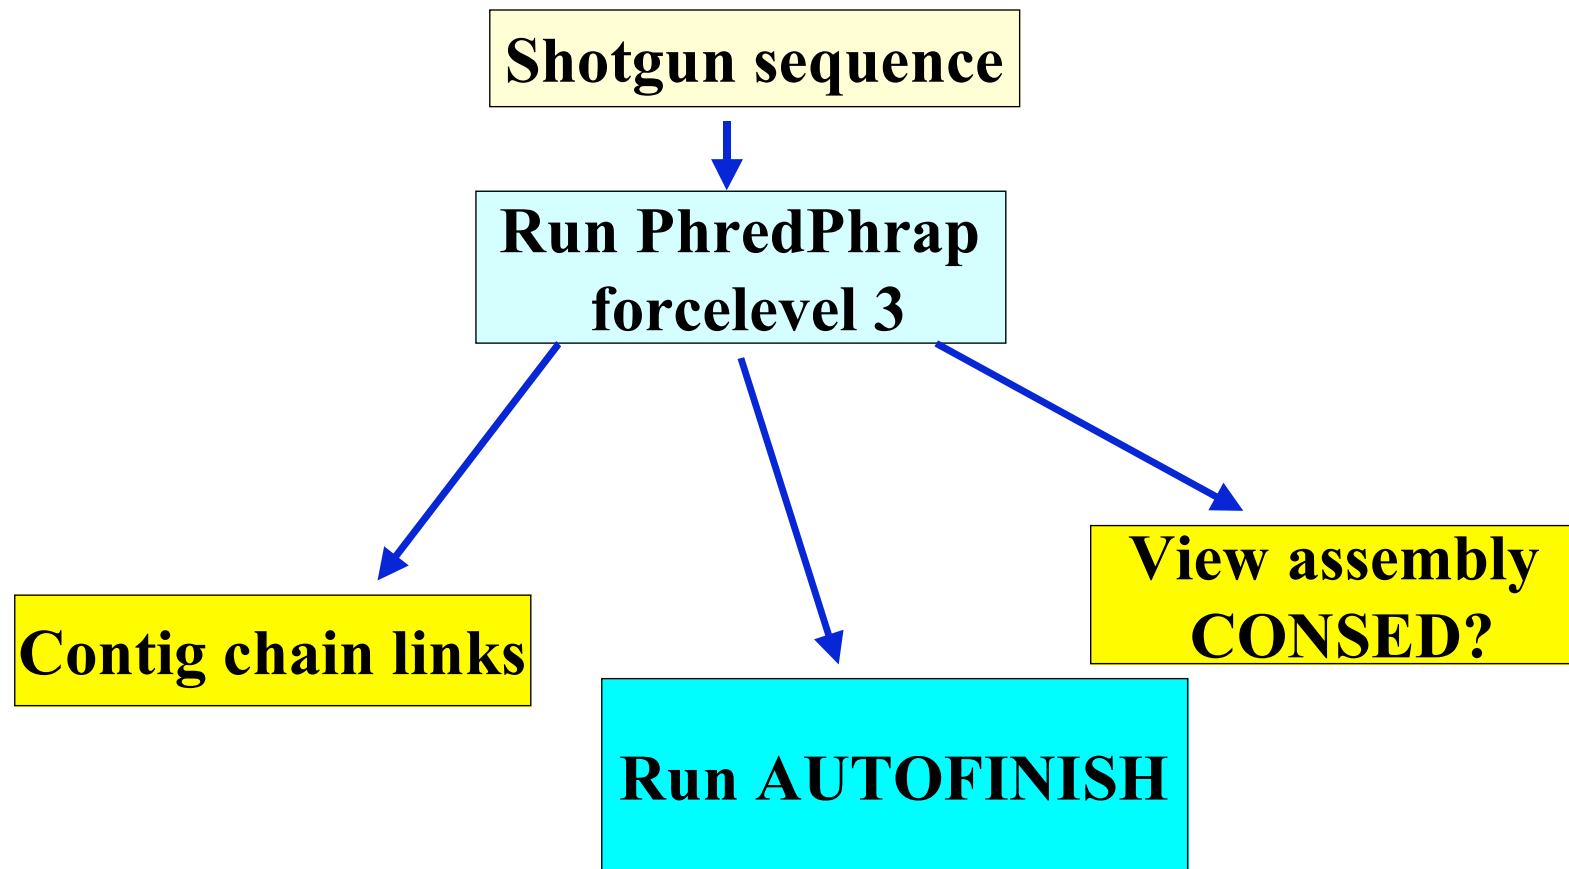 Shotgun sequence
Run PhredPhrap
forcelevel 3
View assembly
CONSED?
Contig chain links
Run AUTOFINISH